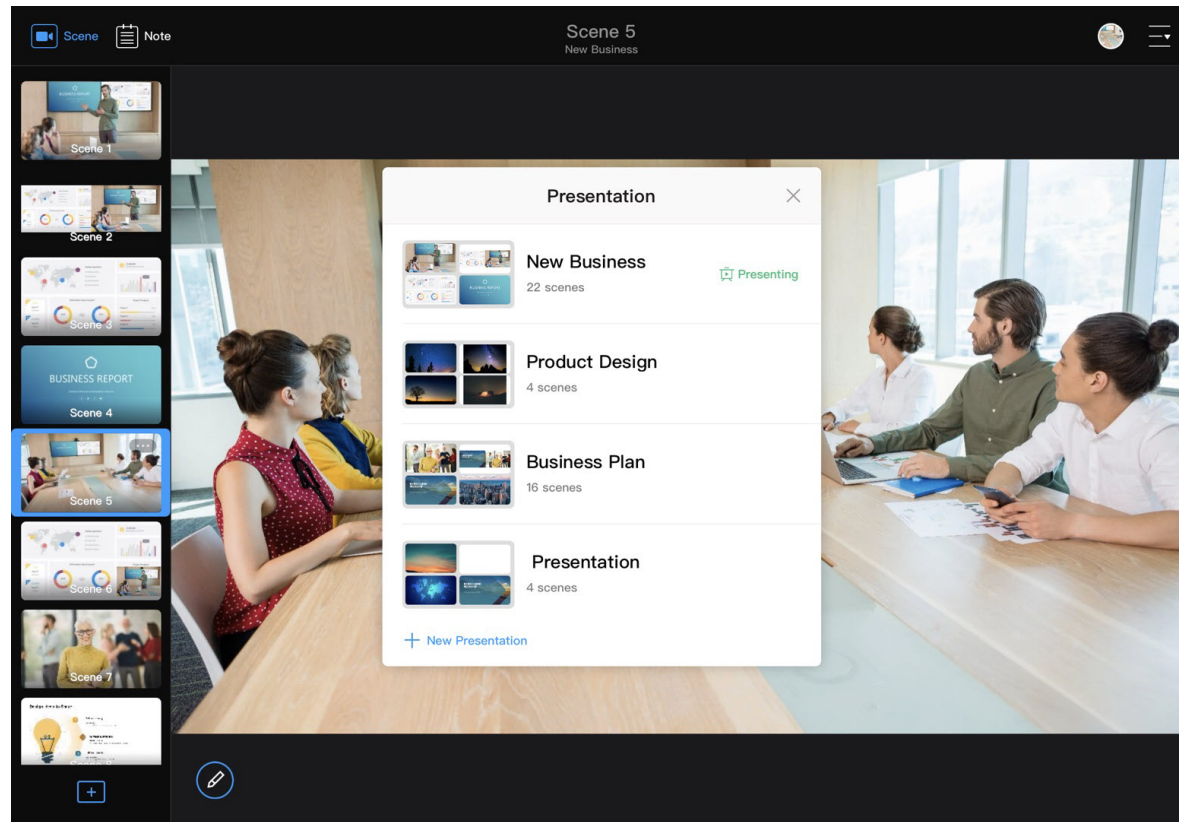 Scene
Note
Scene 5
New Business
Scene 1
Scene 2
Scene 3
BUSINESS REPORT
Scene 4
Scene 5
Scene 6
Scene 7
Presentation
New Business
22 scenes
Presenting
Product Design
4 scenes
Business Plan
16 scenes
Presentation
4 scenes
New Presentation